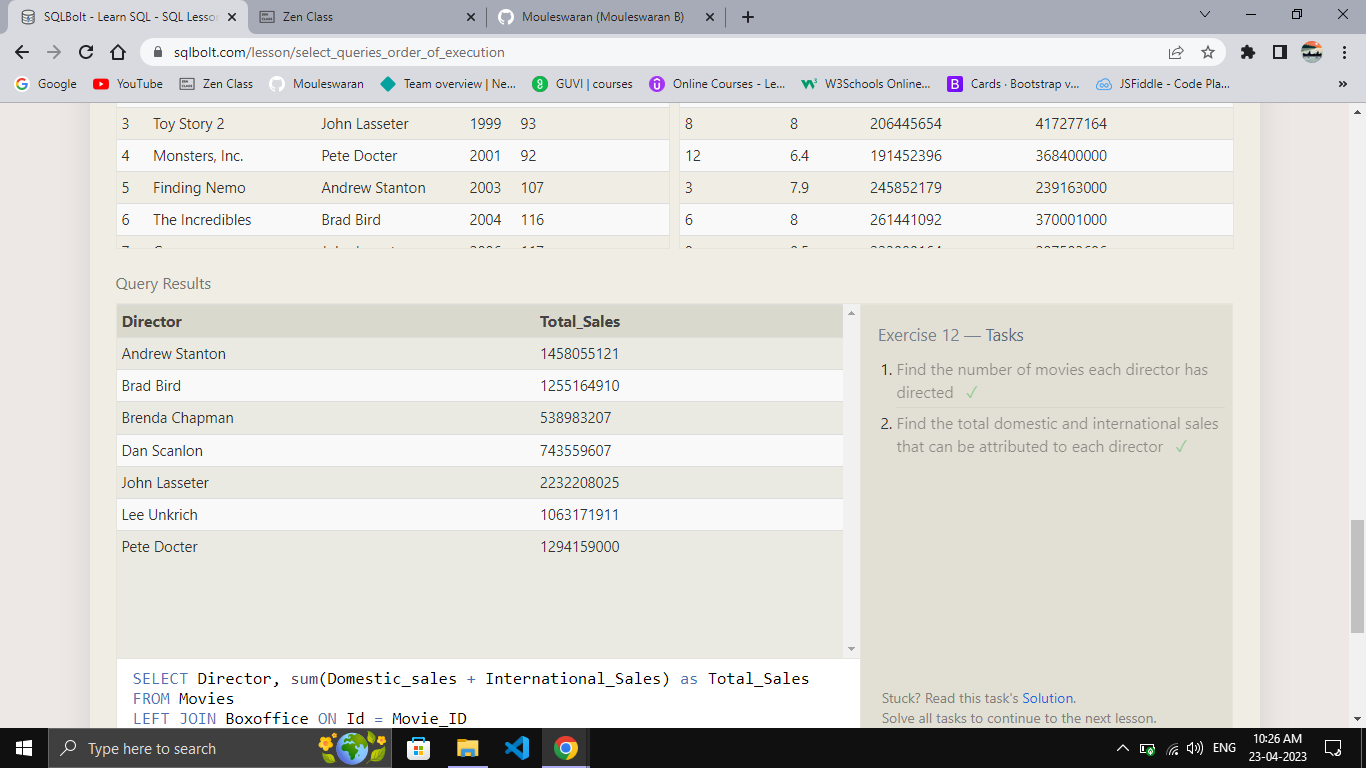 SQLBolt - Learn SQL - SQL Lesson
Zen Class
Mouleswaran (Mouleswaran B)
sqlbolt.com/lesson/select_queries_order_of_execution
Google YouTube Zen Class Mouleswaran Team overview | Ne... GUVI | courses Online Courses - Le... W3Schools Online... Cards · Bootstrap v... JSFiddle - Code Pla... »
3 Toy Story 2 John Lasseter 1999 93 8 8 206445654 417277164
4 Monsters, Inc. Pete Docter 2001 92 12 6.4 191452396 368400000
5 Finding Nemo Andrew Stanton 2003 107 3 7.9 245852179 239163000
6 The Incredibles Brad Bird 2004 116 6 8 261441092 370001000
Query Results
Director Total_Sales
Andrew Stanton 1458055121
Brad Bird 1255164910
Brenda Chapman 538983207
Dan Scanlon 743559607
John Lasseter 2232208025
Lee Unkrich 1063171911
Pete Docter 1294159000
Exercise 12 — Tasks
1. Find the number of movies each director has
directed ✓
2. Find the total domestic and international sales
that can be attributed to each director ✓
SELECT Director, sum(Domestic_sales + International_Sales) as Total_Sales
FROM Movies
LEFT JOIN Boxoffice ON Id = Movie_ID
Stuck? Read this task's Solution.
Solve all tasks to continue to the next lesson.
Type here to search
ENG
10:26 AM
23-04-2023